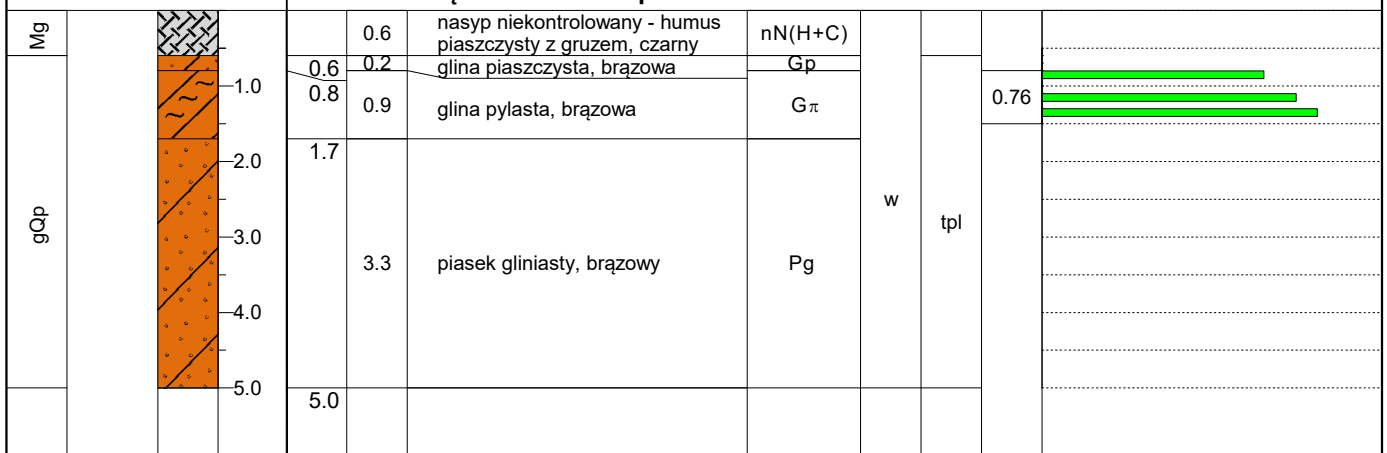 Mg
0.6
nasyp niekontrolowany - humus
piaszczysty z gruzem, czarny
nN(H+C)
0.6
0.2
glina piaszczysta, brązowa
Gp
1.0
0.8
0.9
glina pylasta, brązowa
Gπ
0.76
1.7
2.0
gQp
w
tpl
3.0
3.3
piasek gliniasty, brązowy
Pg
4.0
5.0
5.0